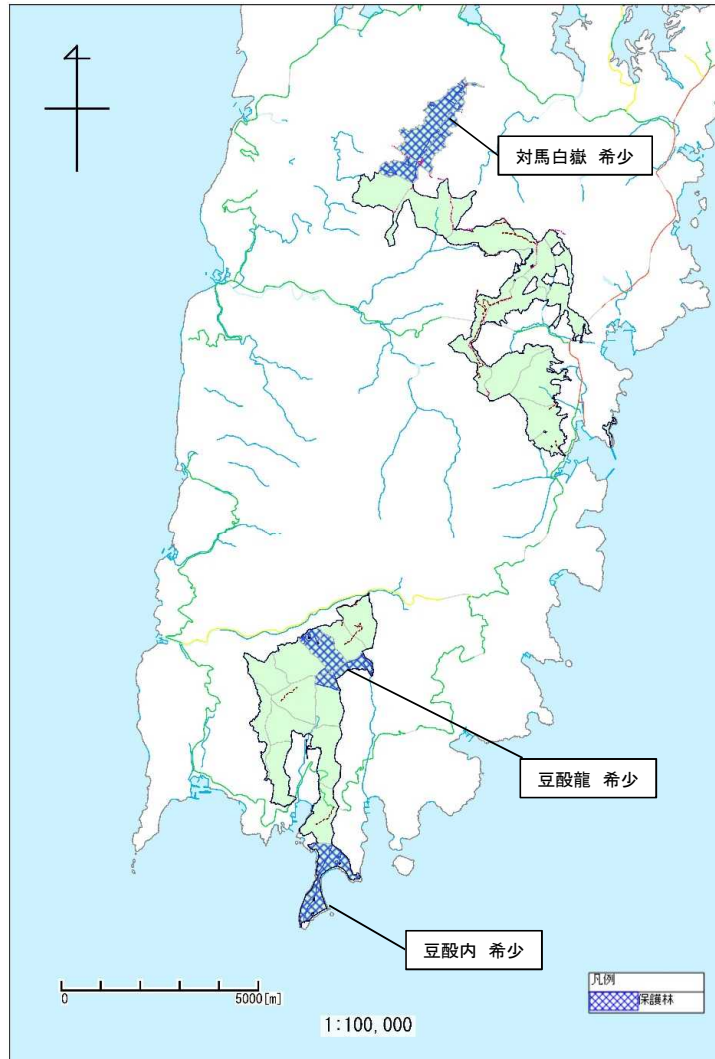 対馬白嶽 希少
豆酘龍 希少
豆酘内 希少
凡例
保護林
0 5000[m]
1:100,000